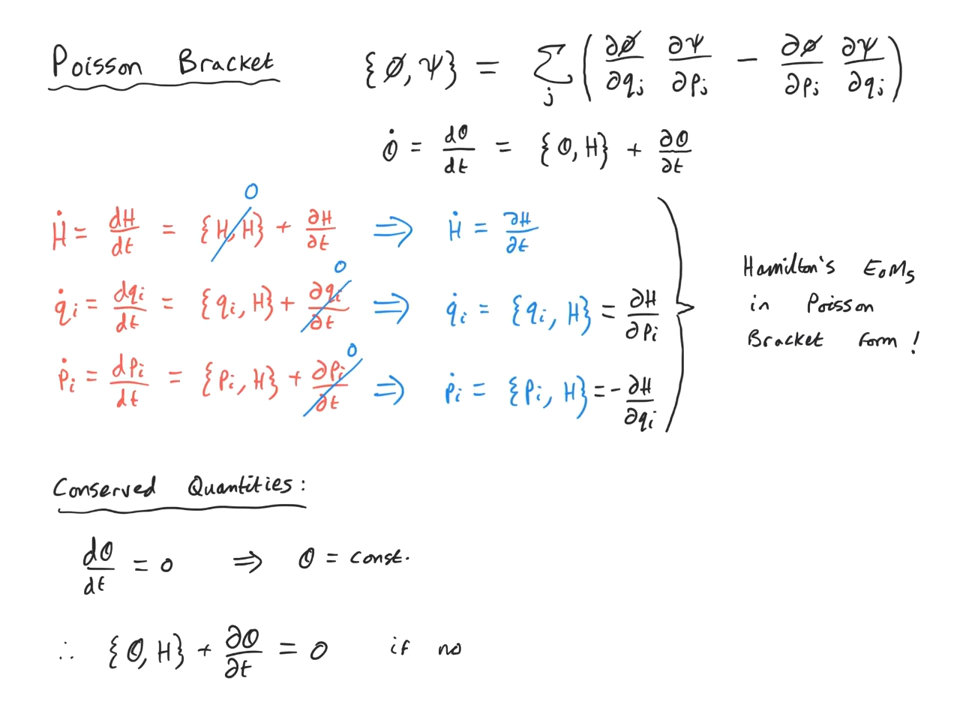 Poisson Bracket {ø, ψ} = Σ_j (∂ø/∂q_j ∂ψ/∂p_j − ∂ø/∂p_j ∂ψ/∂q_j)
Ȯ = dO/dt = {O, H} + ∂O/∂t
0
Ḣ = dH/dt = {H, H} + ∂H/∂t ⇒ Ḣ = ∂H/∂t
0
q̇_i = dq_i/dt = {q_i, H} + ∂q_i/∂t ⇒ q̇_i = {q_i, H} = ∂H/∂p_i
0
ṗ_i = dp_i/dt = {p_i, H} + ∂p_i/∂t ⇒ ṗ_i = {p_i, H} = −∂H/∂q_i
Hamilton's EoMs
in Poisson
Bracket form !
Conserved Quantities :
dO/dt = 0 ⇒ O = const.
∴ {O, H} + ∂O/∂t = 0 if no